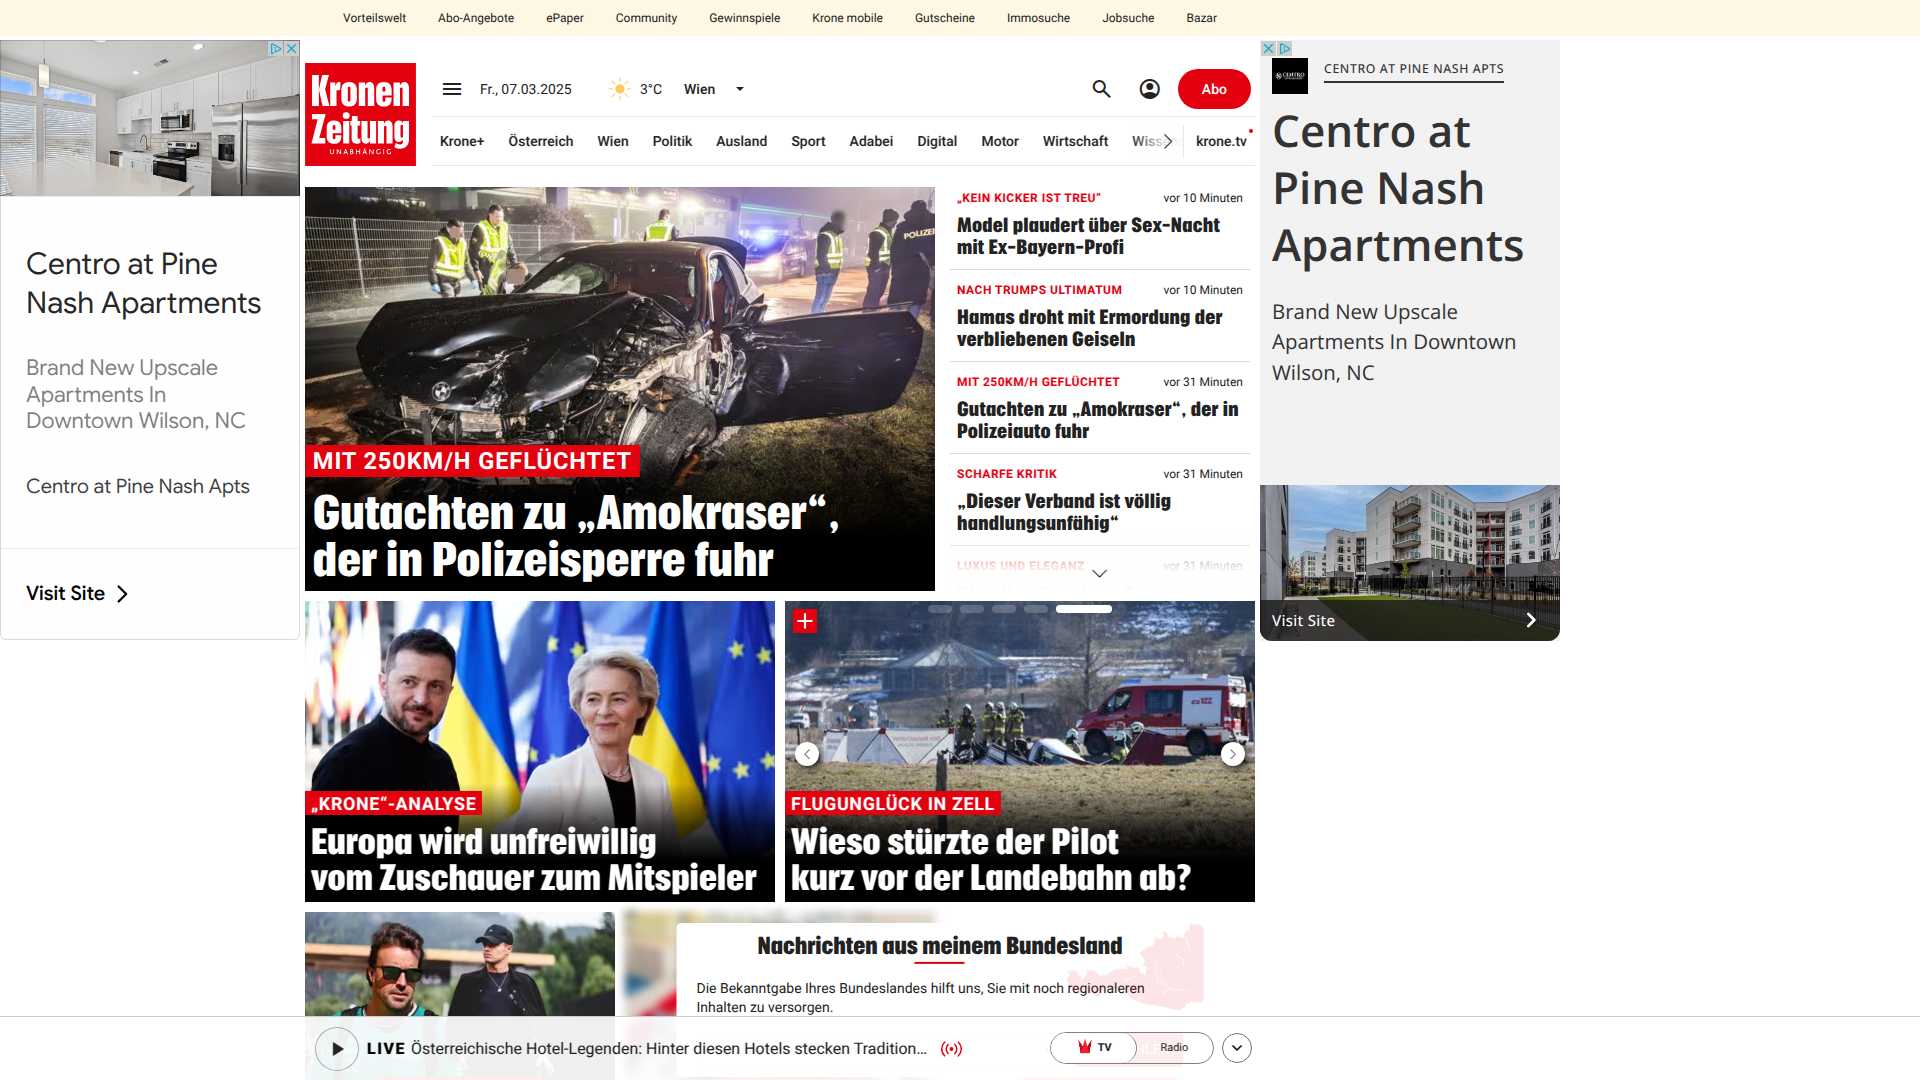 Vorteilswelt
Abo-Angebote
ePaper
Community
Gewinnspiele
Krone mobile
Gutscheine
Immosuche
Jobsuche
Bazar
Kronen
Zeitung
UNABHÄNGIG
Fr., 07.03.2025
3°C
Wien
Abo
Krone+
Österreich
Wien
Politik
Ausland
Sport
Adabei
Digital
Motor
Wirtschaft
Wiss
krone.tv
Centro at Pine
Nash Apartments
Brand New Upscale
Apartments In
Downtown Wilson, NC
Centro at Pine Nash Apts
Visit Site
POLIZEI
MIT 250KM/H GEFLÜCHTET
Gutachten zu „Amokraser“,
der in Polizeisperre fuhr
„KEIN KICKER IST TREU“
vor 10 Minuten
Model plaudert über Sex-Nacht
mit Ex-Bayern-Profi
NACH TRUMPS ULTIMATUM
vor 10 Minuten
Hamas droht mit Ermordung der
verbliebenen Geiseln
MIT 250KM/H GEFLÜCHTET
vor 31 Minuten
Gutachten zu „Amokraser“, der in
Polizeiauto fuhr
SCHARFE KRITIK
vor 31 Minuten
„Dieser Verband ist völlig
handlungsunfähig“
LUXUS UND ELEGANZ
vor 31 Minuten
CENTRO
CENTRO AT PINE NASH APTS
Centro at
Pine Nash
Apartments
Brand New Upscale
Apartments In Downtown
Wilson, NC
Visit Site
„KRONE“-ANALYSE
Europa wird unfreiwillig
vom Zuschauer zum Mitspieler
FLUGUNGLÜCK IN ZELL
Wieso stürzte der Pilot
kurz vor der Landebahn ab?
Nachrichten aus meinem Bundesland
Die Bekanntgabe Ihres Bundeslandes hilft uns, Sie mit noch regionaleren
Inhalten zu versorgen.
LIVE Österreichische Hotel-Legenden: Hinter diesen Hotels stecken Tradition...
TV
Radio